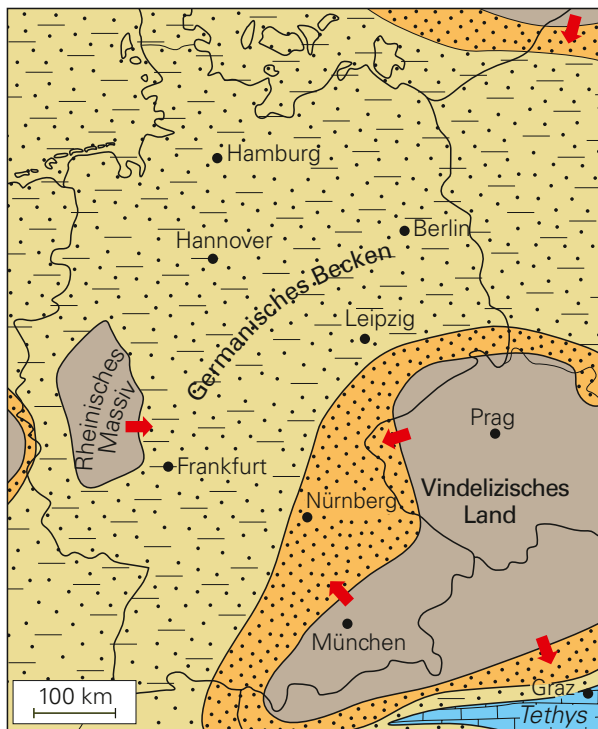 Hamburg
Berlin
Hannover
Germanisches Becken
Leipzig
Rheinisches
Massiv
Prag
Frankfurt
Vindelizisches
Land
Nürnberg
München
Graz
Tethys
100 km